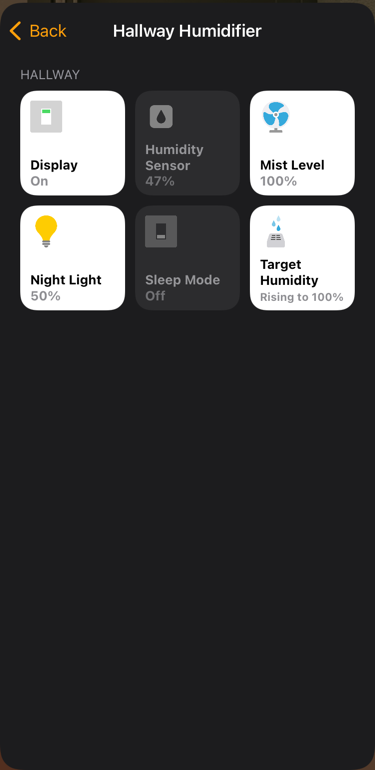 Back
Hallway Humidifier
HALLWAY
Display
On
Humidity
Sensor
47%
Mist Level
100%
Night Light
50%
Sleep Mode
Off
Target
Humidity
Rising to 100%